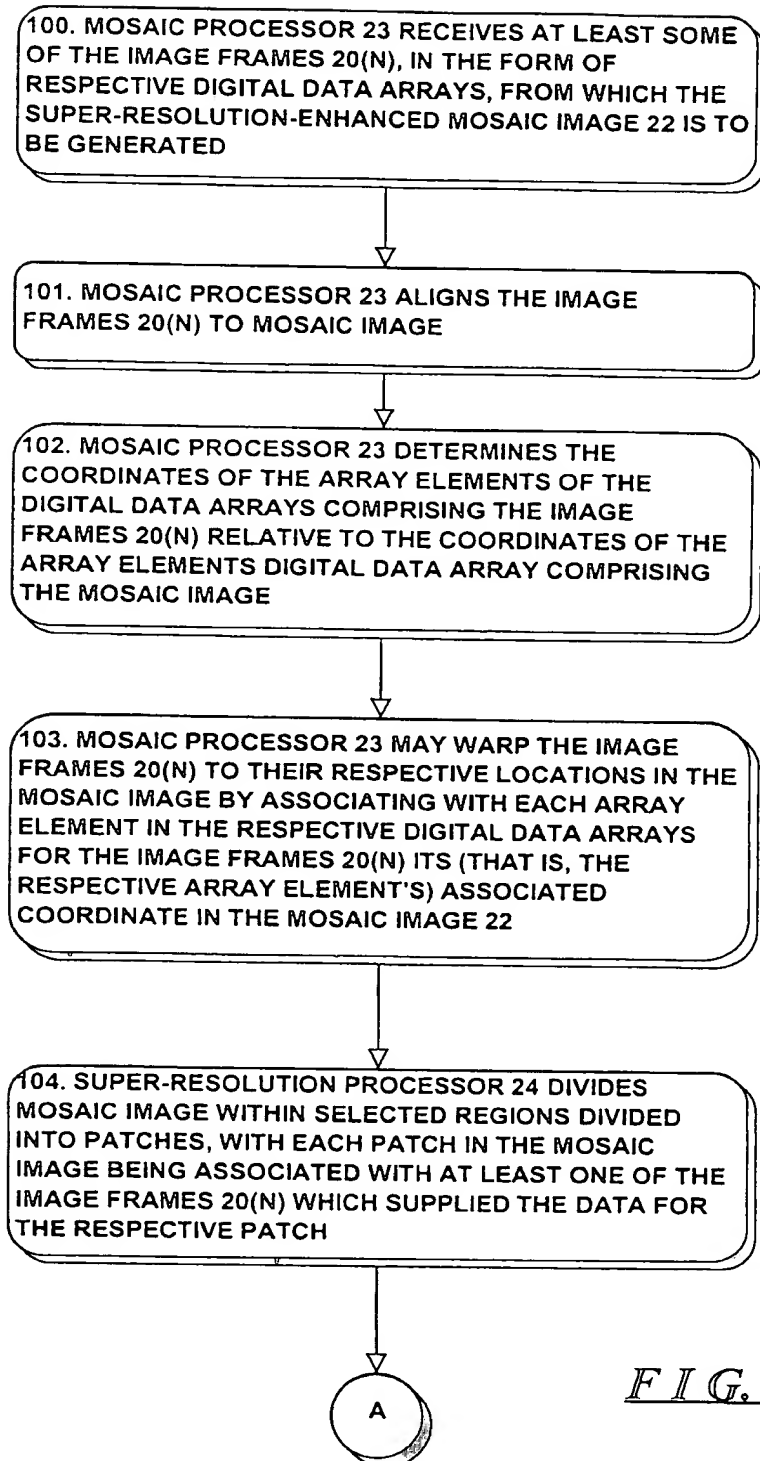 100. MOSAIC PROCESSOR 23 RECEIVES AT LEAST SOME
OF THE IMAGE FRAMES 20(N), IN THE FORM OF
RESPECTIVE DIGITAL DATA ARRAYS, FROM WHICH THE
SUPER-RESOLUTION-ENHANCED MOSAIC IMAGE 22 IS TO
BE GENERATED
101. MOSAIC PROCESSOR 23 ALIGNS THE IMAGE
FRAMES 20(N) TO MOSAIC IMAGE
102. MOSAIC PROCESSOR 23 DETERMINES THE
COORDINATES OF THE ARRAY ELEMENTS OF THE
DIGITAL DATA ARRAYS COMPRISING THE IMAGE
FRAMES 20(N) RELATIVE TO THE COORDINATES OF THE
ARRAY ELEMENTS DIGITAL DATA ARRAY COMPRISING
THE MOSAIC IMAGE
103. MOSAIC PROCESSOR 23 MAY WARP THE IMAGE
FRAMES 20(N) TO THEIR RESPECTIVE LOCATIONS IN THE
MOSAIC IMAGE BY ASSOCIATING WITH EACH ARRAY
ELEMENT IN THE RESPECTIVE DIGITAL DATA ARRAYS
FOR THE IMAGE FRAMES 20(N) ITS (THAT IS, THE
RESPECTIVE ARRAY ELEMENT'S) ASSOCIATED
COORDINATE IN THE MOSAIC IMAGE 22
104. SUPER-RESOLUTION PROCESSOR 24 DIVIDES
MOSAIC IMAGE WITHIN SELECTED REGIONS DIVIDED
INTO PATCHES, WITH EACH PATCH IN THE MOSAIC
IMAGE BEING ASSOCIATED WITH AT LEAST ONE OF THE
IMAGE FRAMES 20(N) WHICH SUPPLIED THE DATA FOR
THE RESPECTIVE PATCH
A
FIG.